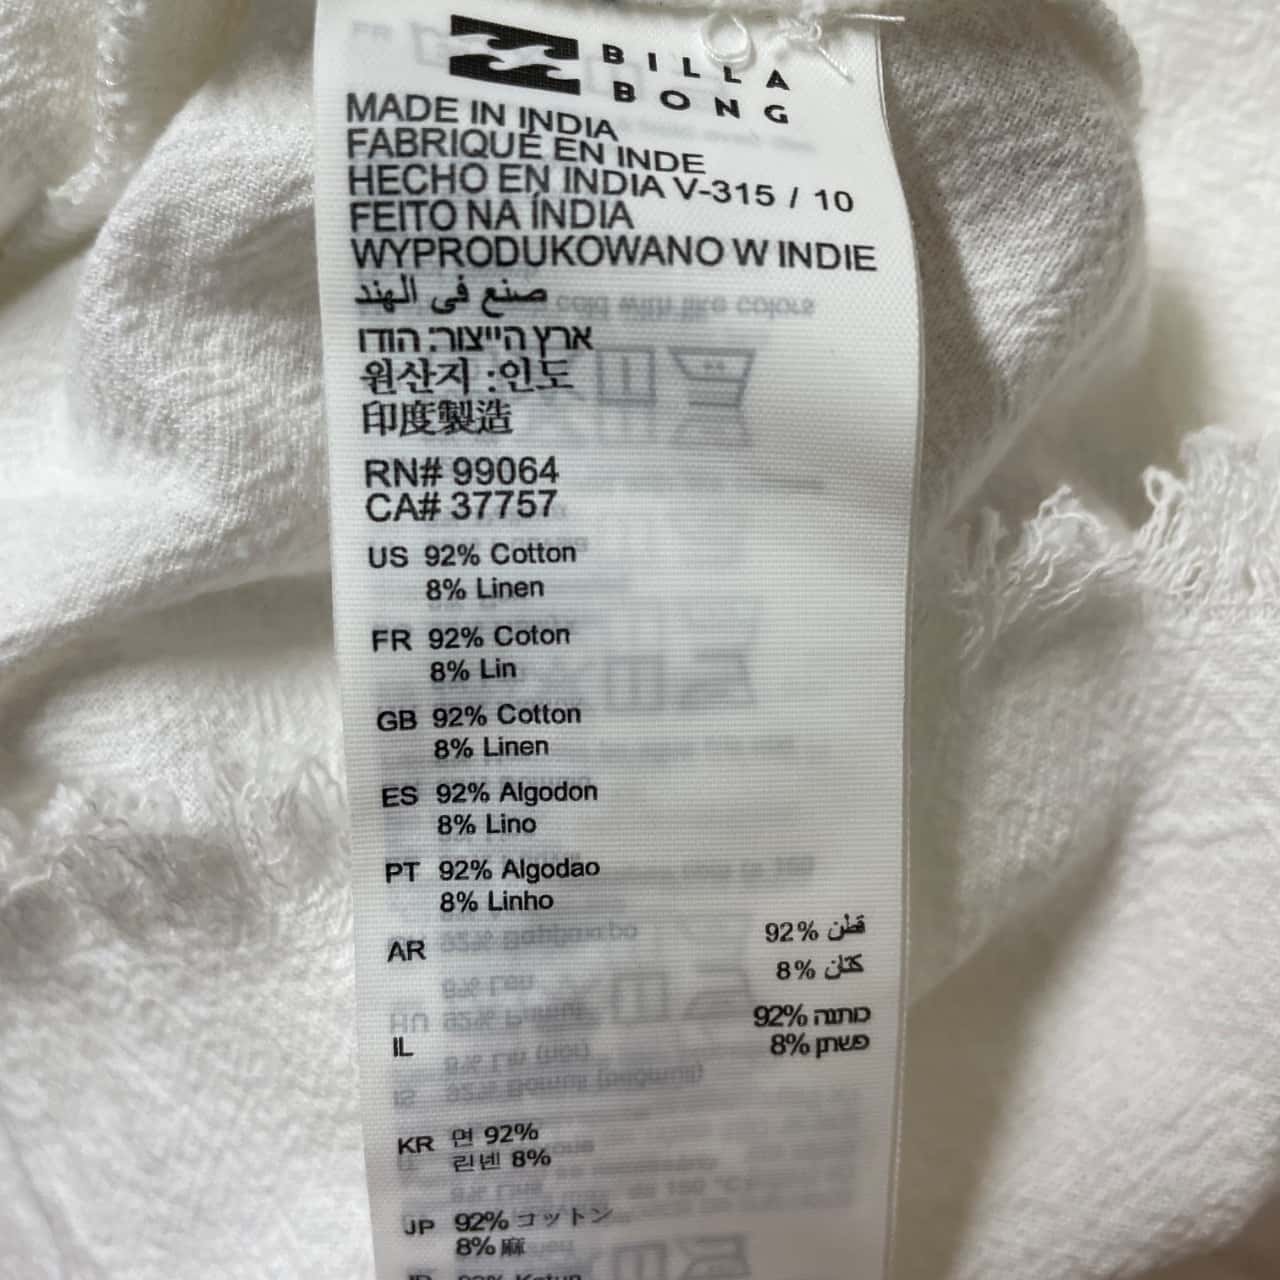 BILLA
BONG
MADE IN INDIA
FABRIQUÉ EN INDE
HECHO EN INDIA V-315 / 10
FEITO NA ÍNDIA
WYPRODUKOWANO W INDIE
صنع في الهند
ארץ הייצור: הודו
원산지 :인도
印度製造
RN# 99064
CA# 37757
US 92% Cotton
8% Linen
FR 92% Coton
8% Lin
GB 92% Cotton
8% Linen
ES 92% Algodon
8% Lino
PT 92% Algodao
8% Linho
AR 92% قطن
8% كتان
IL 92% כותנה
8% פשתן
KR 면 92%
린넨 8%
JP 92% コットン
8% 麻